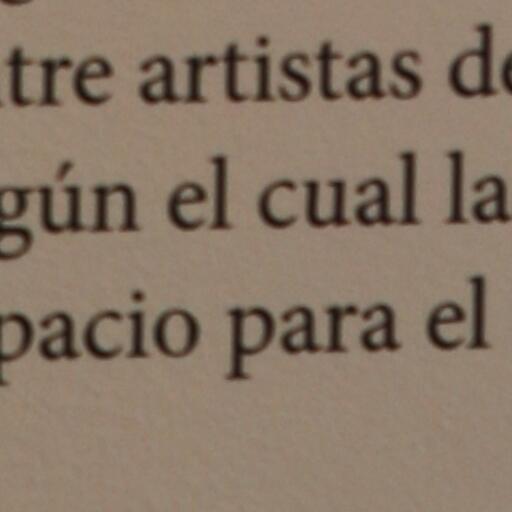 tre artistas de
gún el cual la
pacio para el